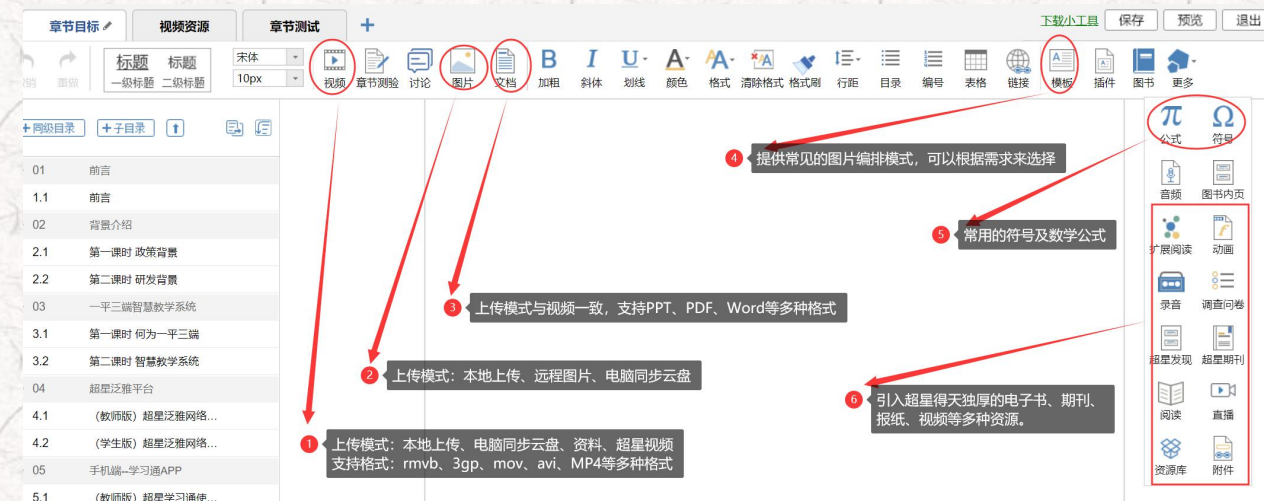 章节目标
视频资源
章节测试
+
下载小工具
保存
预览
退出
重做
标题
一级标题
标题
二级标题
宋体
10px
视频
章节测验
讨论
图片
文档
B
加粗
I
斜体
U
划线
A
颜色
格式
清除格式
格式刷
行距
目录
编号
表格
链接
模板
插件
图书
更多
+同级目录
+子目录
01 前言
1.1 前言
02 背景介绍
2.1 第一课时 政策背景
2.2 第二课时 研发背景
03 一平三端智慧教学系统
3.1 第一课时 何为一平三端
3.2 第二课时 智慧教学系统
04 超星泛雅平台
4.1 (教师版) 超星泛雅网络...
4.2 (学生版) 超星泛雅网络...
05 手机端--学习通APP
5.1 (教师版) 超星学习通使...
4 提供常见的图片编排模式，可以根据需求来选择
5 常用的符号及数学公式
3 上传模式与视频一致，支持PPT、PDF、Word等多种格式
2 上传模式：本地上传、远程图片、电脑同步云盘
6 引入超星得天独厚的电子书、期刊、
报纸、视频等多种资源。
1 上传模式：本地上传、电脑同步云盘、资料、超星视频
支持格式：rmvb、3gp、mov、avi、MP4等多种格式
π Ω
公式 符号
音频 图书内页
扩展阅读 动画
录音 调查问卷
超星发现 超星期刊
阅读 直播
资源库 附件